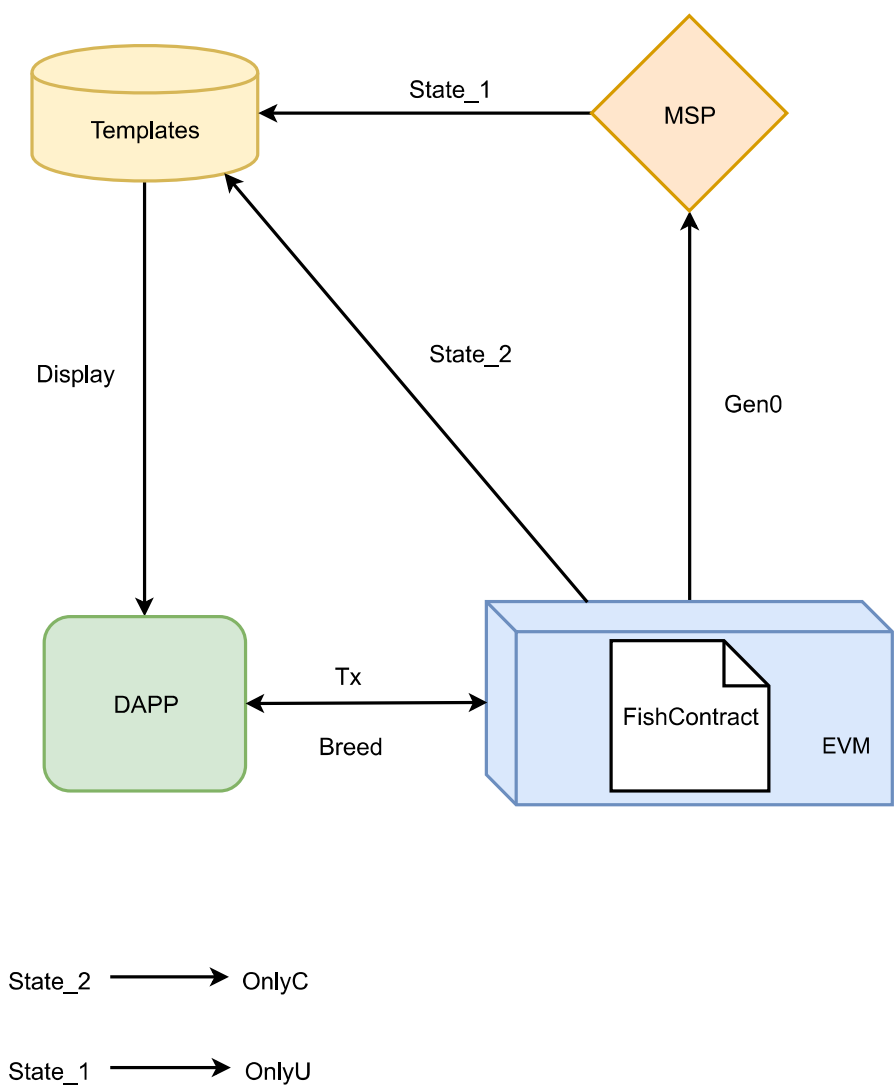 State_1
MSP
Templates
State_2
Display
Gen0
Tx
DAPP
FishContract
EVM
Breed
State_2 OnlyC
State_1 OnlyU